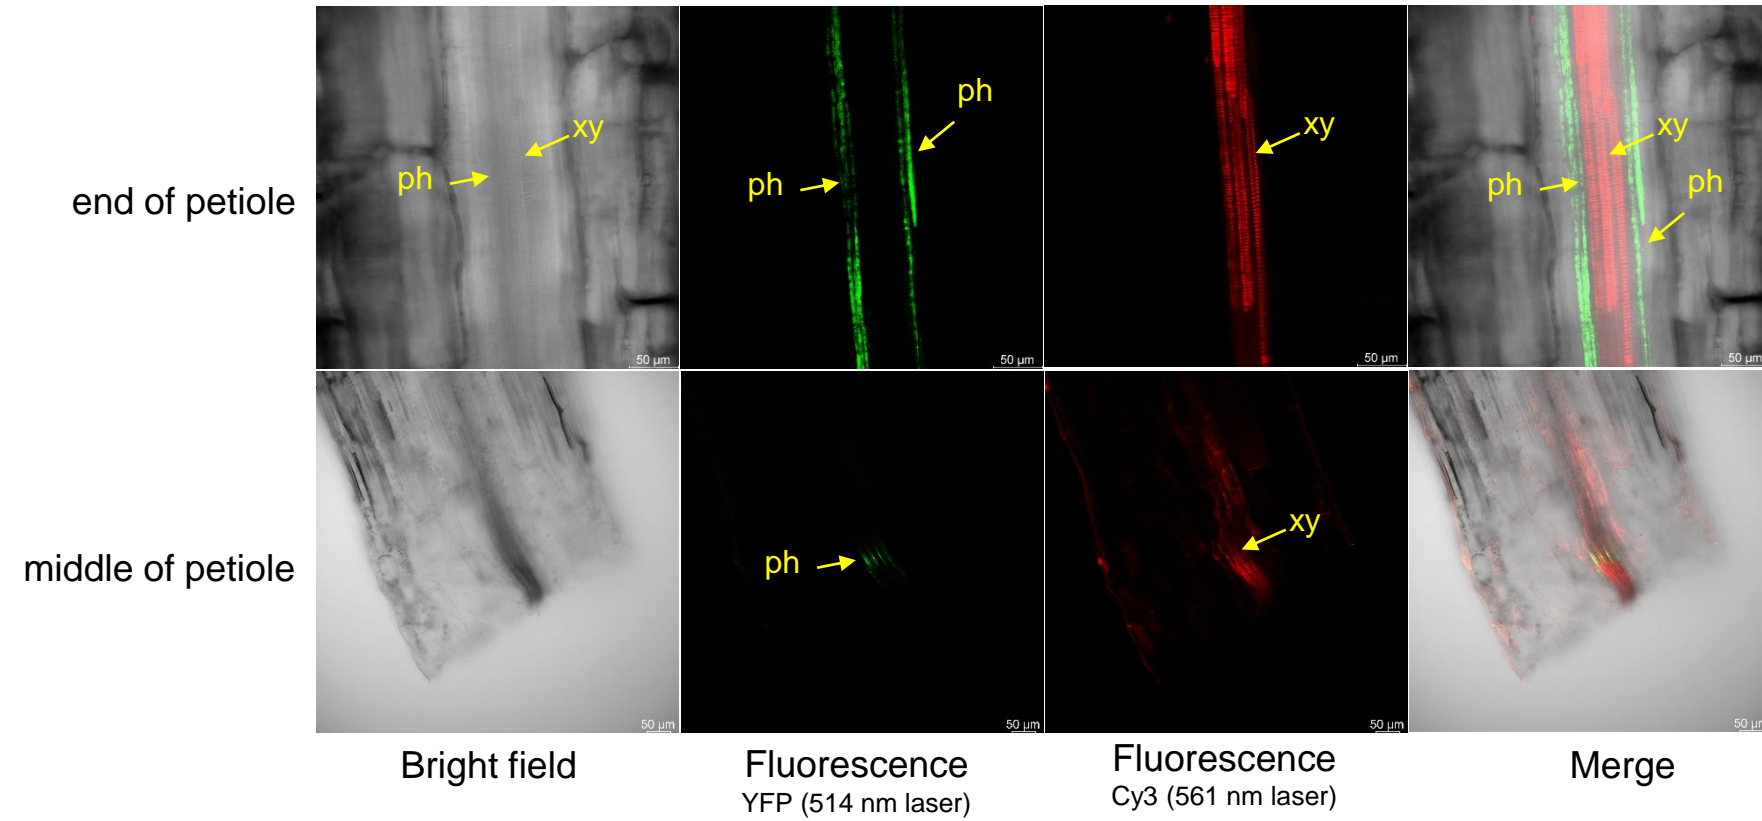 end of petiole
xy
ph
50 µm
ph
ph
50 µm
xy
50 µm
xy
ph
ph
50 µm
middle of petiole
50 µm
ph
50 µm
xy
50 µm
50 µm
Bright field
Fluorescence
YFP (514 nm laser)
Fluorescence
Cy3 (561 nm laser)
Merge